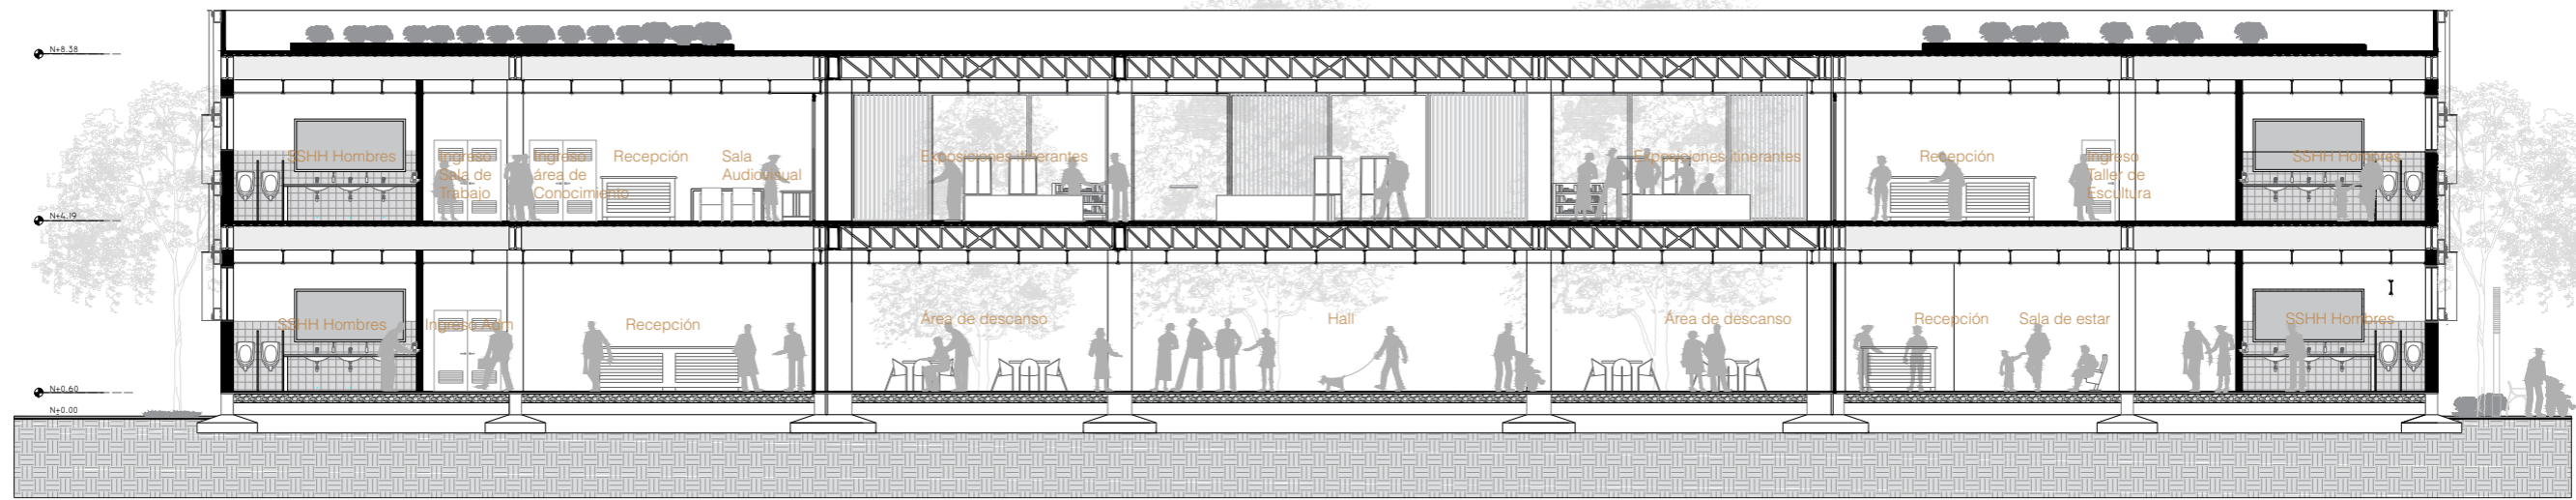 N+8.38
SSHH Hombres
Ingreso
Sala de
Trabajo
Ingreso
área de
Conocimiento
Recepción
Sala
Audiovisual
Exposiciones itinerantes
Exposiciones itinerantes
Recepción
Ingreso
Taller de
Escultura
SSHH Hombres
N+4.19
SSHH Hombres
Ingreso Adm
Recepción
Área de descanso
Hall
Área de descanso
Recepción
Sala de estar
SSHH Hombres
N+0.60
N+0.00